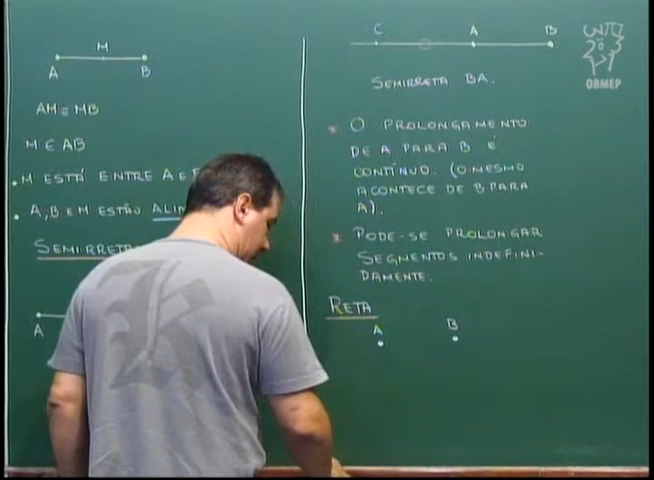 M
A B
AM ≡ MB
M ∈ AB
• M ESTÁ ENTRE A E
• A, B E M ESTÃO
SEMIRRETA
A
C A B
SEMIRRETA BA.
* O PROLONGAMENTO
DE A PARA B É
CONTÍNUO. (O MESMO
ACONTECE DE B PARA
A).
* PODE-SE PROLONGAR
SEGMENTOS INDEFINI-
DAMENTE.
RETA
A B
OBMEP